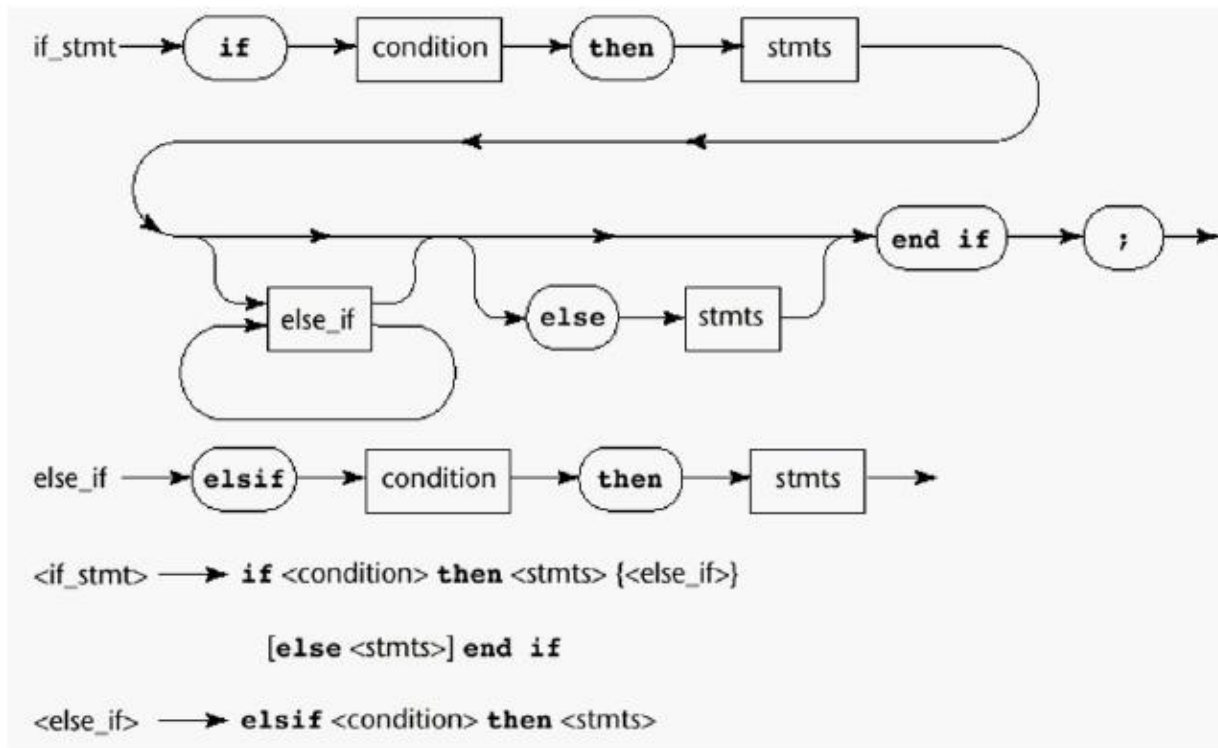 if_stmt if condition then stmts
end if ;
else_if else stmts
else_if elsif condition then stmts
<if_stmt> if <condition> then <stmts> {<else_if>}
[else <stmts>] end if
<else_if> elsif <condition> then <stmts>